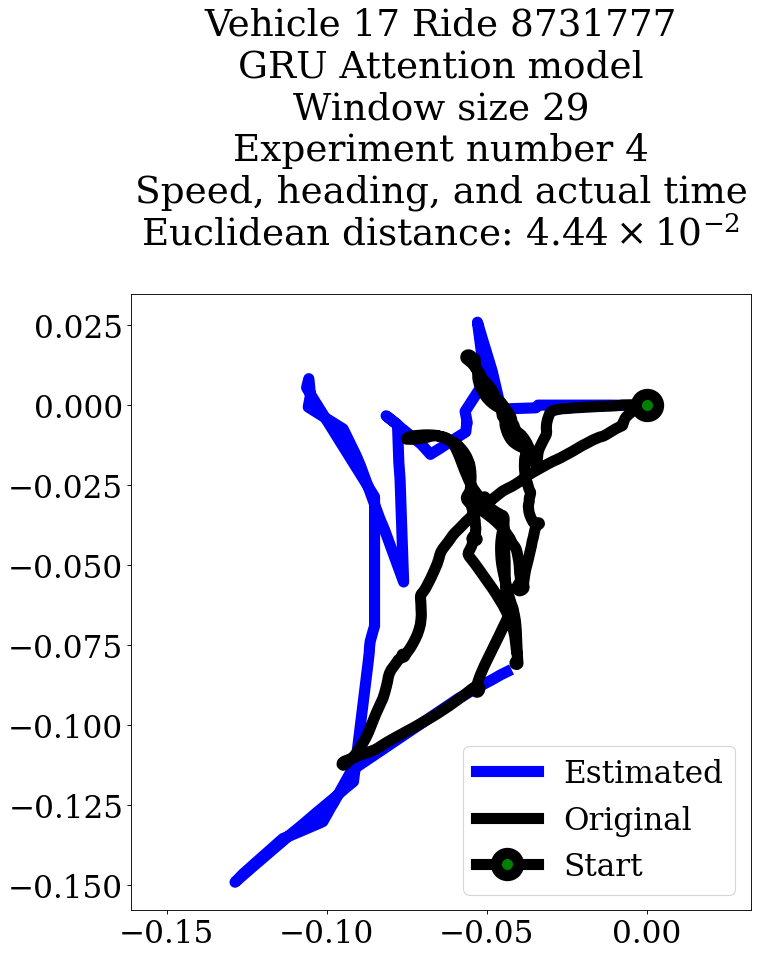 Vehicle 17 Ride 8731777
GRU Attention model
Window size 29
Experiment number 4
Speed, heading, and actual time
Euclidean distance: 4.44 × 10⁻²
0.025
0.000
−0.025
−0.050
−0.075
−0.100
−0.125
−0.150
Estimated
Original
Start
−0.15 −0.10 −0.05 0.00